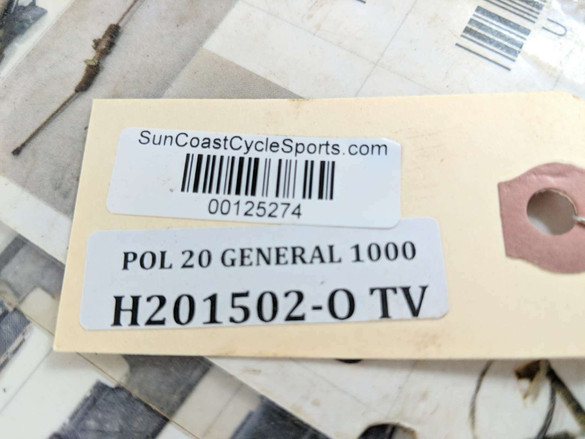 SunCoastCycleSports.com
00125274
POL 20 GENERAL 1000
H201502-O TV